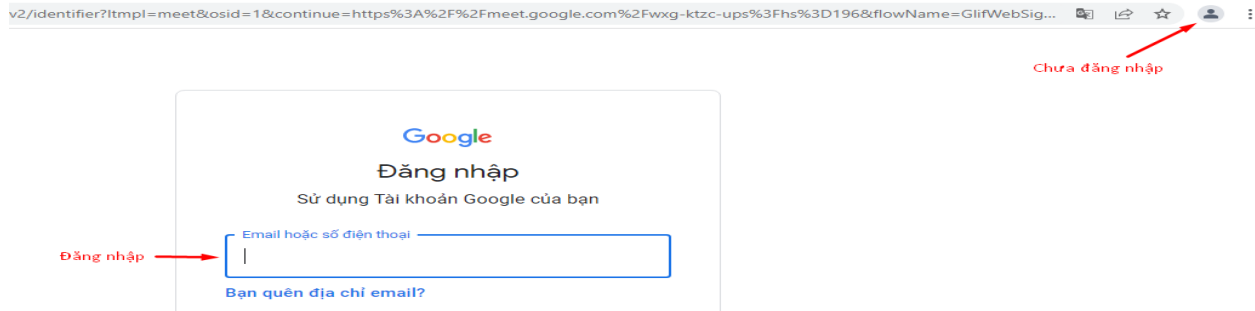 v2/identifier?ltmpl=meet&osid=1&continue=https%3A%2F%2Fmeet.google.com%2Fwxg-ktzc-ups%3Fhs%3D196&flowName=GlifWebSig...
Chưa đăng nhập
Google
Đăng nhập
Sử dụng Tài khoản Google của bạn
Email hoặc số điện thoại
Đăng nhập
Bạn quên địa chỉ email?